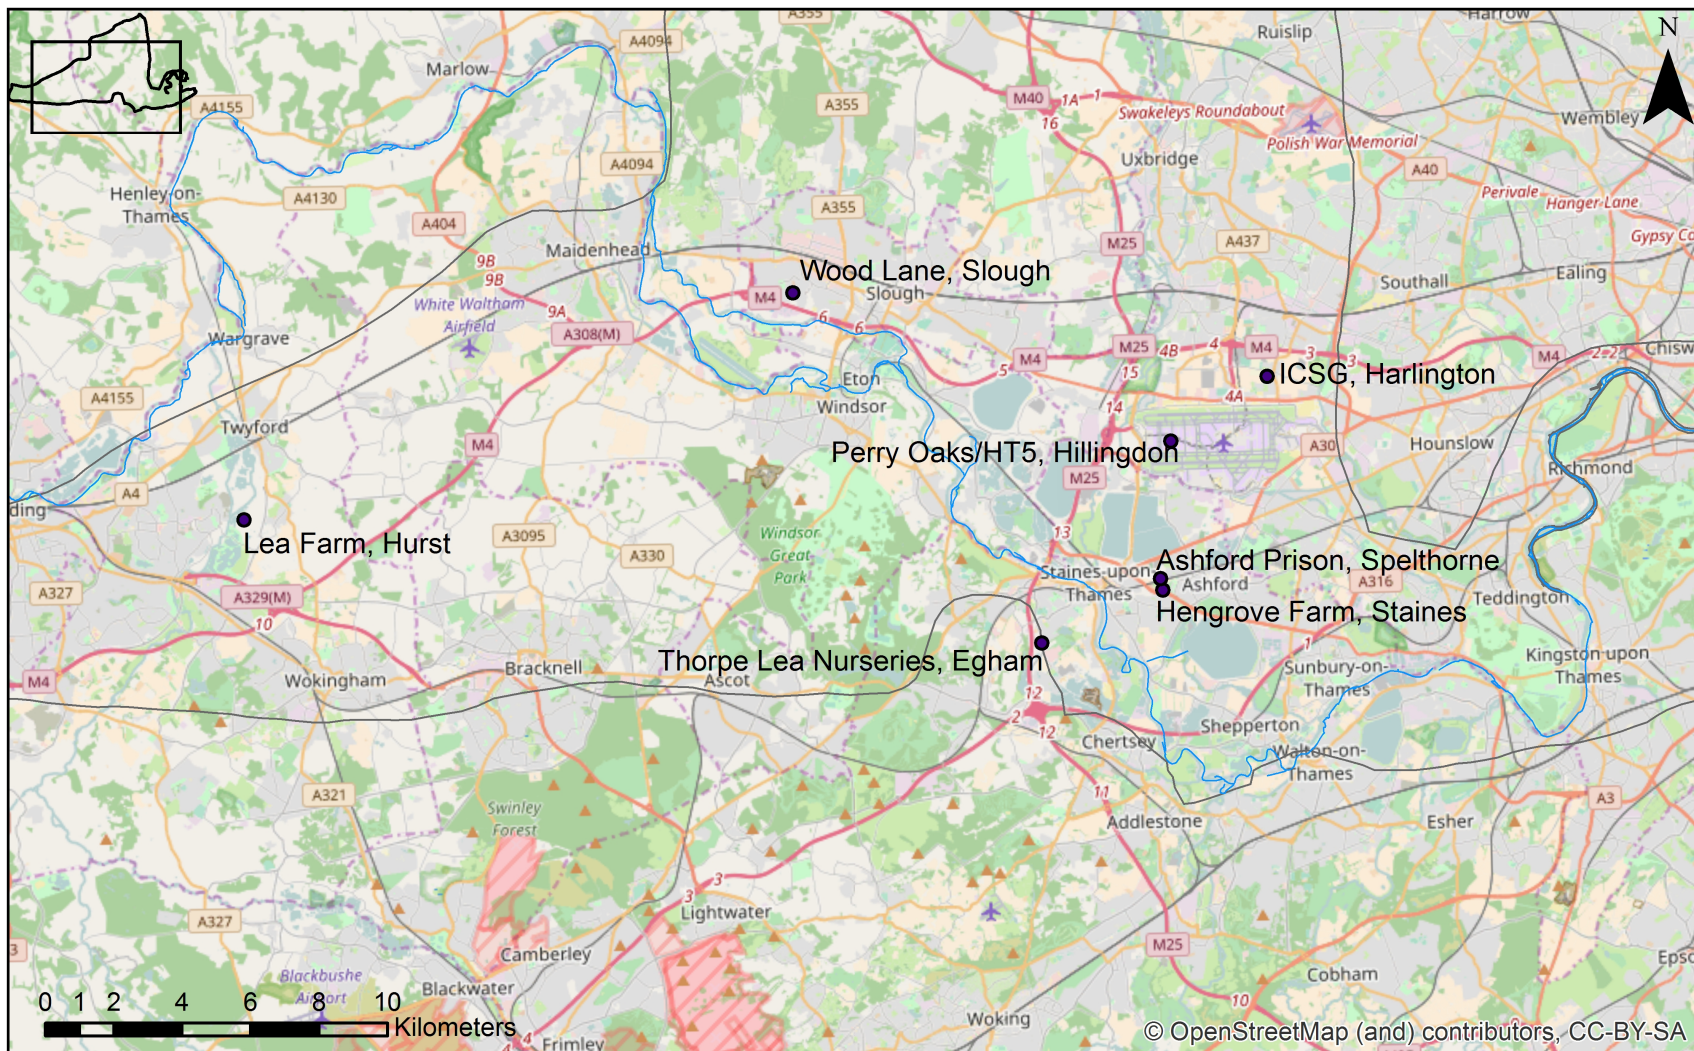 A355
Harrow
N
A4094
Ruislip
Marlow
M40
1A
1
A355
A4155
16
Swakeleys Roundabout
Wembley
Polish War Memorial
Uxbridge
A4094
A40
Henley-on-
Thames
A4130
A355
Perivale
Hanger Lane
A404
M25
A437
Gypsy Co
Maidenhead
9B
9B
Wood Lane, Slough
Slough
Southall
Ealing
White Waltham
Airfield
M4
9A
6
6
A308(M)
Wargrave
M25
4B
4
M4
3
3
M4
2
2
Chisw
M4
5
15
Eton
ICSG, Harlington
A4155
Windsor
14
4A
Twyford
M4
Perry Oaks/HT5, Hillingdon
A30
Hounslow
M25
Richmond
A4
ding
Lea Farm, Hurst
A3095
A330
Windsor
Great
Park
13
Staines-upon-
Thames
Ashford Prison, Spelthorne
Ashford
A316
Teddington
Hengrove Farm, Staines
A327
A329(M)
10
1
Thorpe Lea Nurseries, Egham
Kingston upon
Thames
M4
Wokingham
Bracknell
Ascot
Sunbury-on-
Thames
12
2
12
Shepperton
Chertsey
Walton-on-
Thames
A321
11
A3
Swinley
Forest
Addlestone
Esher
3
3
A327
Lightwater
3
Camberley
M25
Epso
Blackbushe
Airport
Blackwater
Cobham
10
0 1 2 4 6 8 10
Kilometers
Woking
4
4
Frimley
© OpenStreetMap (and) contributors, CC-BY-SA